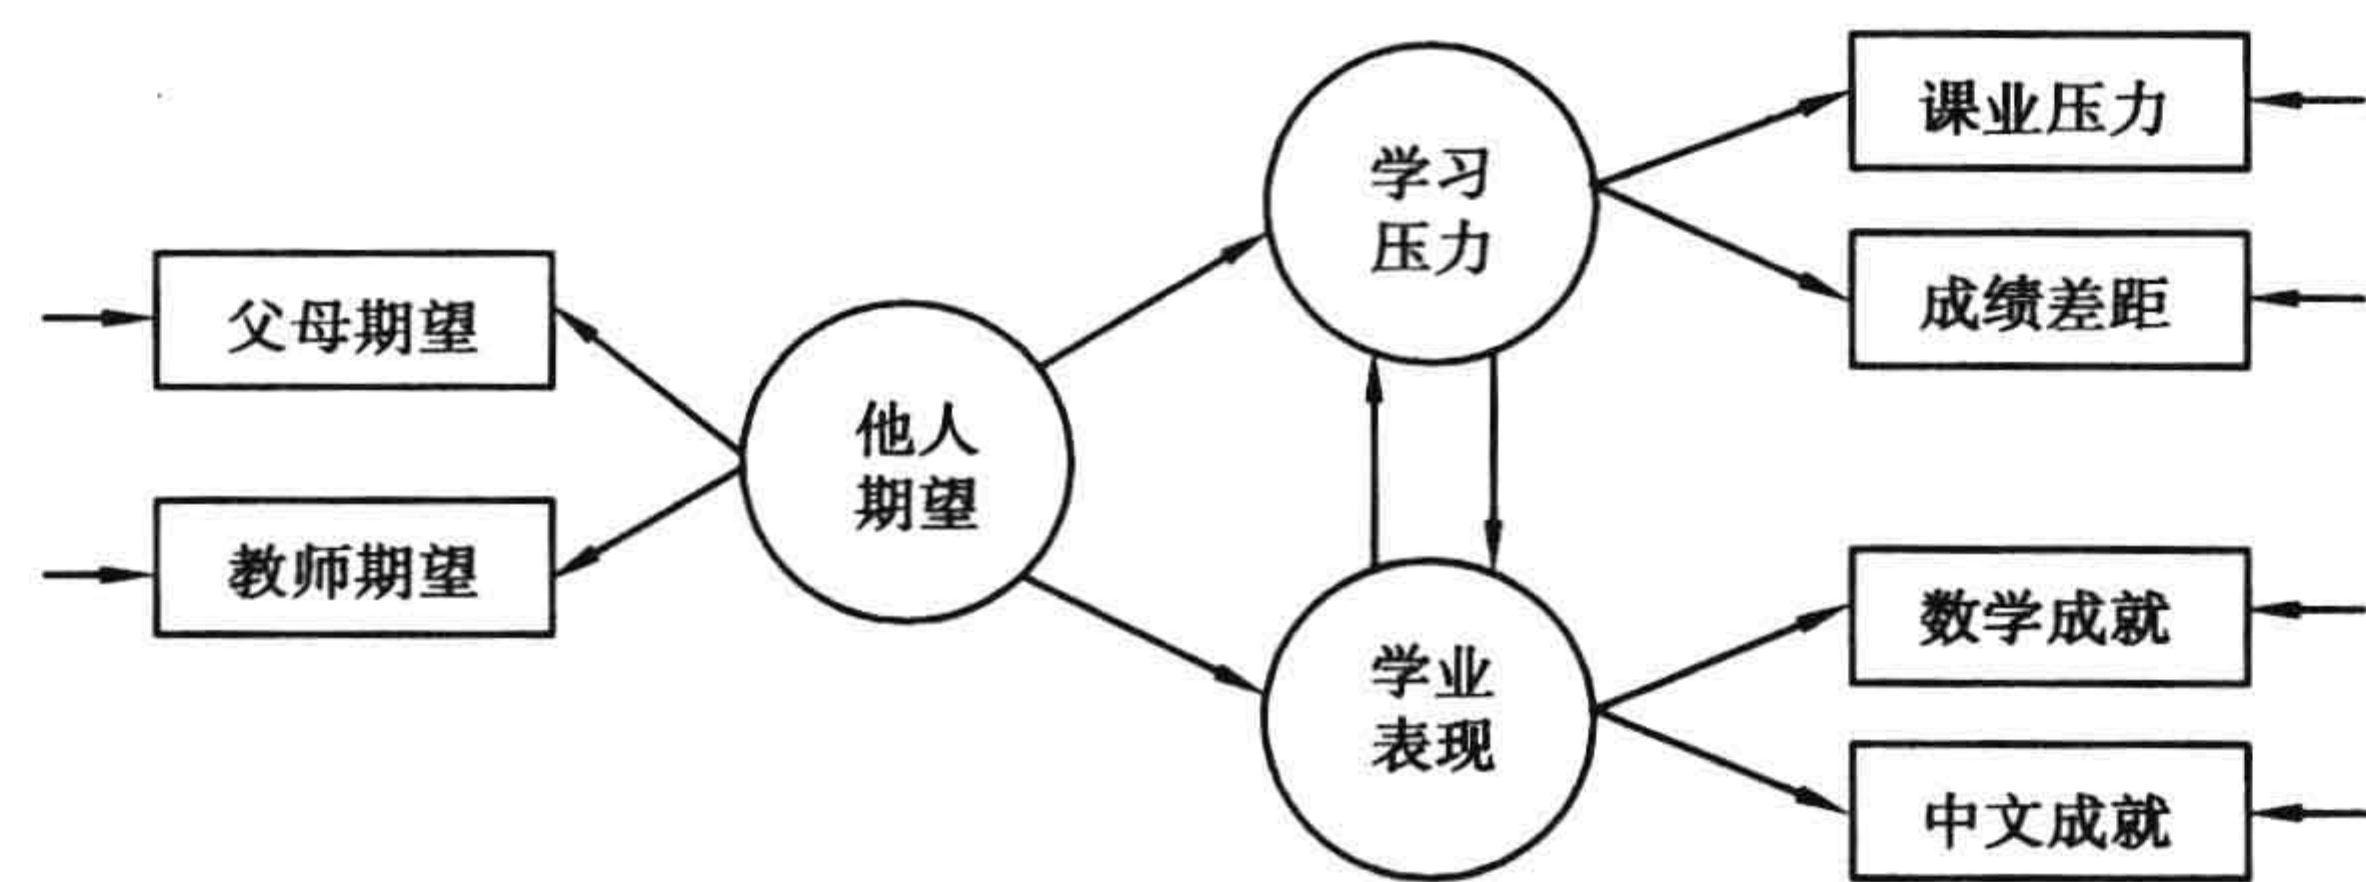 父母期望
教师期望
他人
期望
学习
压力
学业
表现
课业压力
成绩差距
数学成就
中文成就